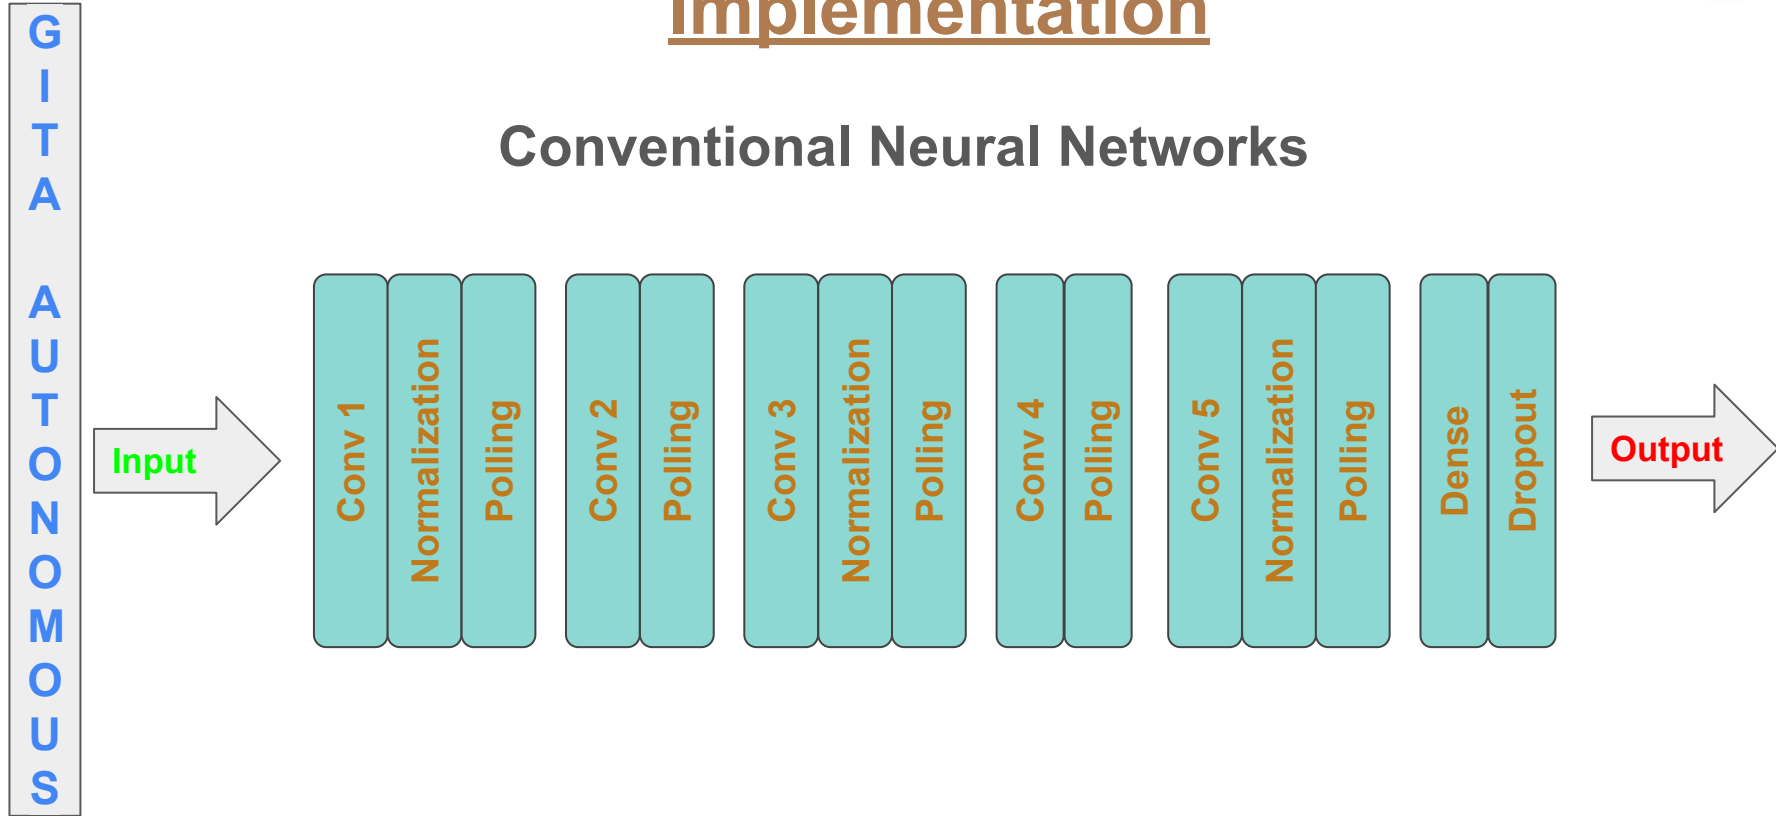 GITA AUTONOMOUS
Implementation
Conventional Neural Networks
Input
Conv 1
Normalization
Polling
Conv 2
Polling
Conv 3
Normalization
Polling
Conv 4
Polling
Conv 5
Normalization
Polling
Dense
Dropout
Output